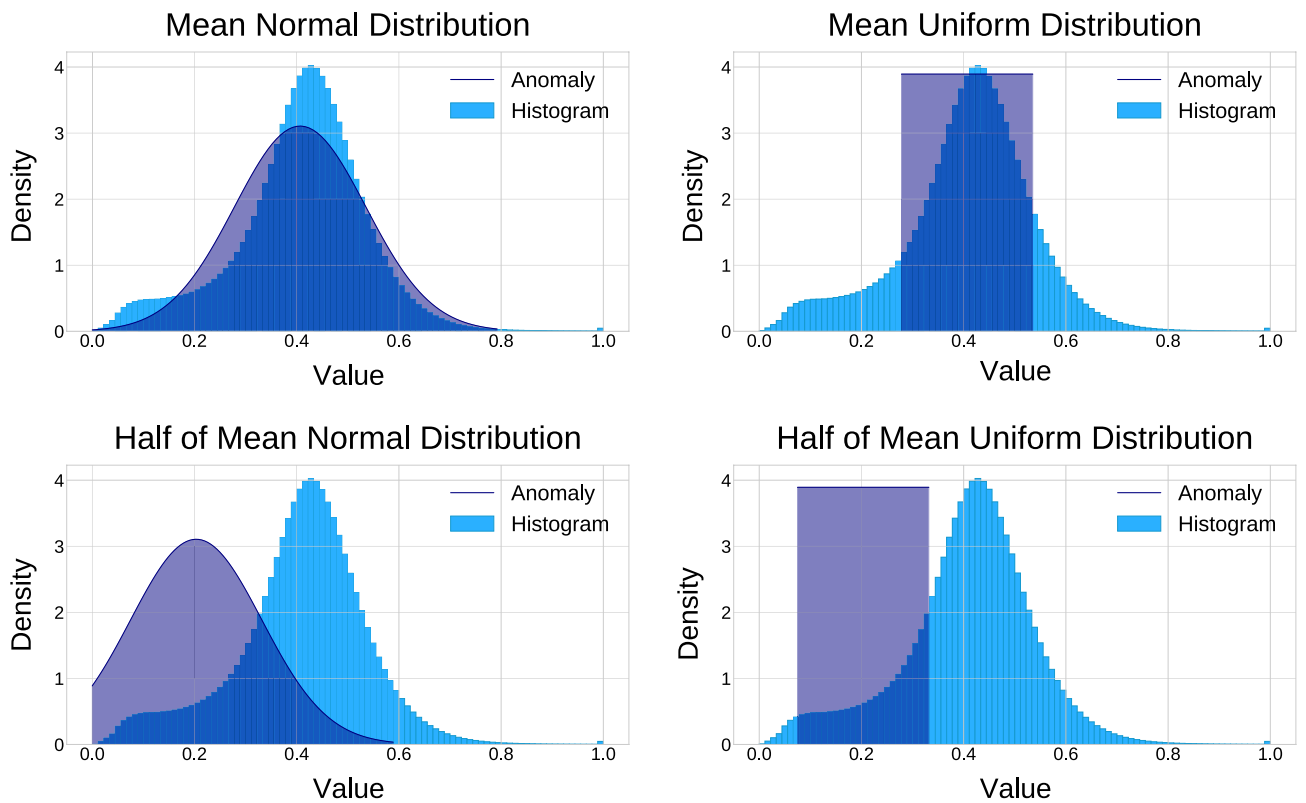 Mean Normal Distribution
Mean Uniform Distribution
4
3
2
1
0
Density
Anomaly
Histogram
0.0 0.2 0.4 0.6 0.8 1.0
Value
4
3
2
1
0
Density
Anomaly
Histogram
0.0 0.2 0.4 0.6 0.8 1.0
Value
Half of Mean Normal Distribution
Half of Mean Uniform Distribution
4
3
2
1
0
Density
Anomaly
Histogram
0.0 0.2 0.4 0.6 0.8 1.0
Value
4
3
2
1
0
Density
Anomaly
Histogram
0.0 0.2 0.4 0.6 0.8 1.0
Value